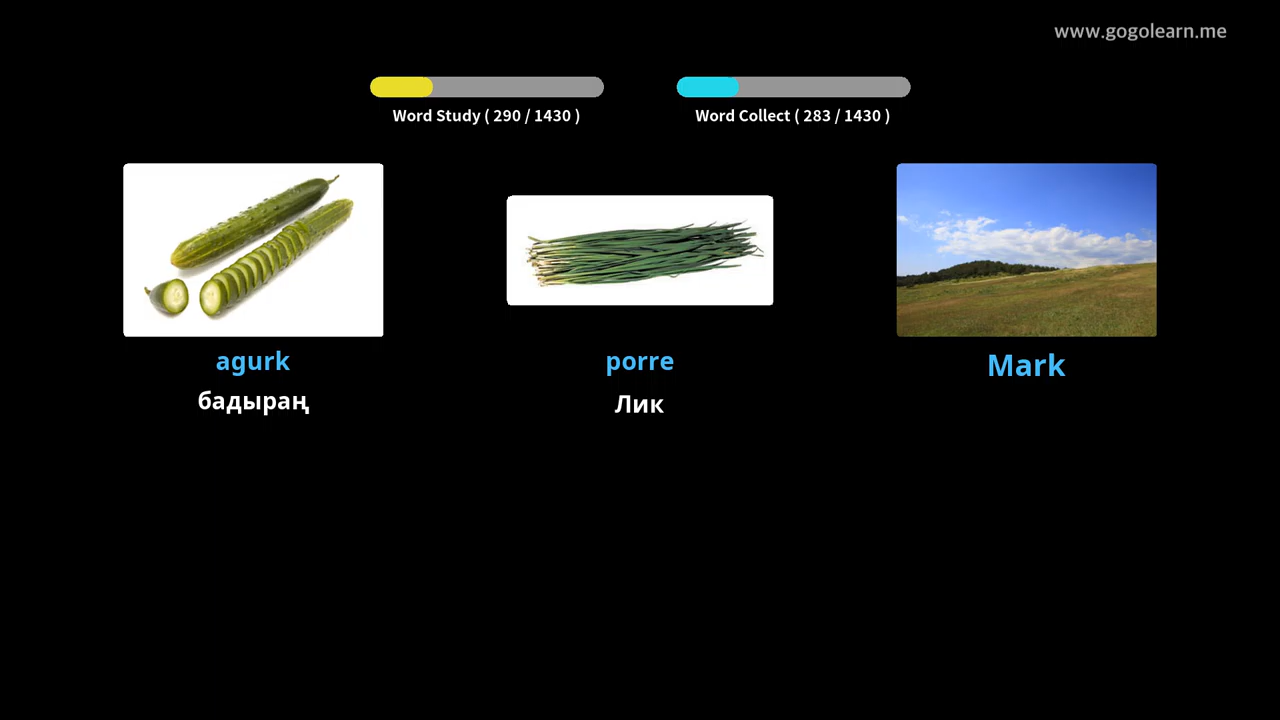 www.gogolearn.me
Word Study ( 290 / 1430 )
Word Collect ( 283 / 1430 )
agurk
бадыраң
porre
Лик
Mark